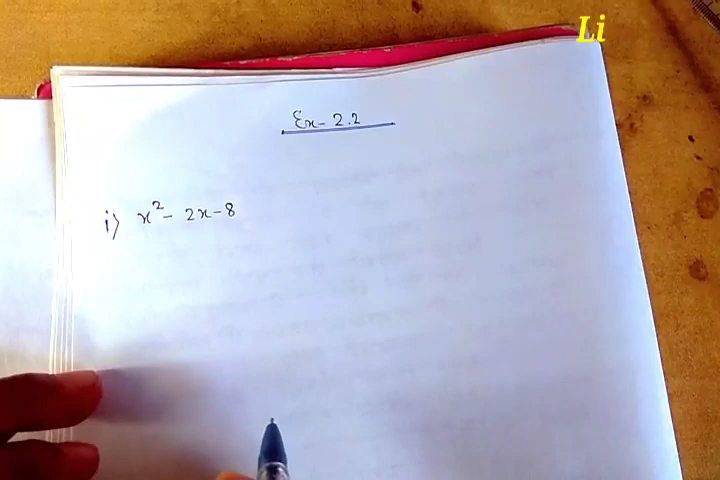 Li
Ex- 2.2
i) x² - 2x - 8